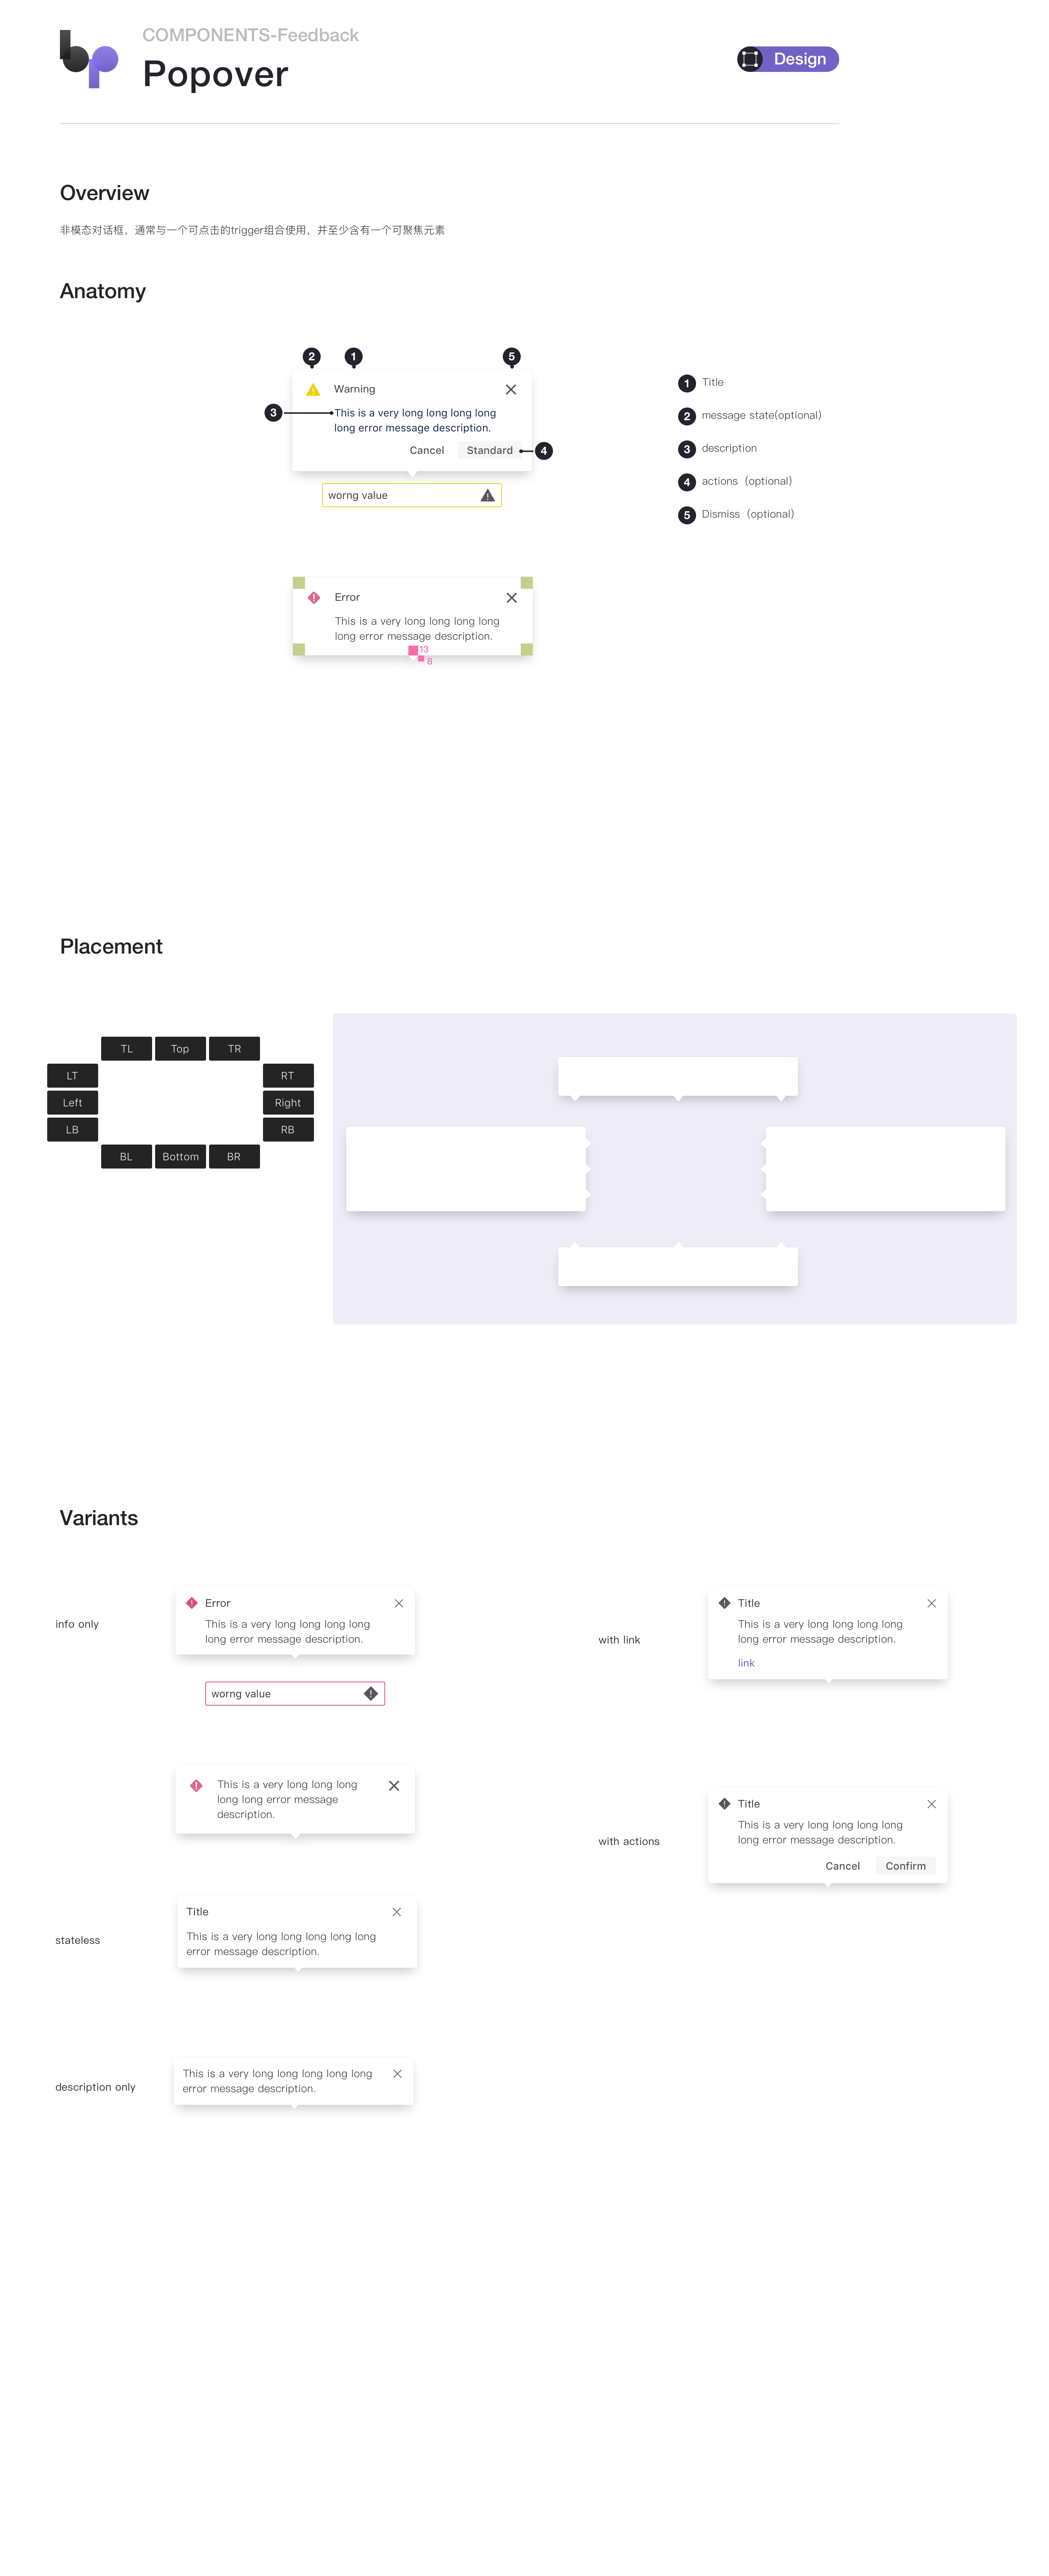 COMPONENTS-Feedback
Popover
Design
Overview
非模态对话框，通常与一个可点击的trigger组合使用，并至少含有一个可聚焦元素
Anatomy
2
1
5
Warning
3
This is a very long long long long
long error message description.
Cancel
Standard
4
worng value
1 Title
2 message state(optional)
3 description
4 actions（optional）
5 Dismiss（optional）
Error
This is a very long long long long
long error message description.
13
8
Placement
TL Top TR
LT RT
Left Right
LB RB
BL Bottom BR
Variants
info only
Error
This is a very long long long long
long error message description.
worng value
with link
Title
This is a very long long long long
long error message description.
link
This is a very long long long
long long error message
description.
with actions
Title
This is a very long long long long
long error message description.
Cancel Confirm
stateless
Title
This is a very long long long long long
error message description.
description only
This is a very long long long long long
error message description.